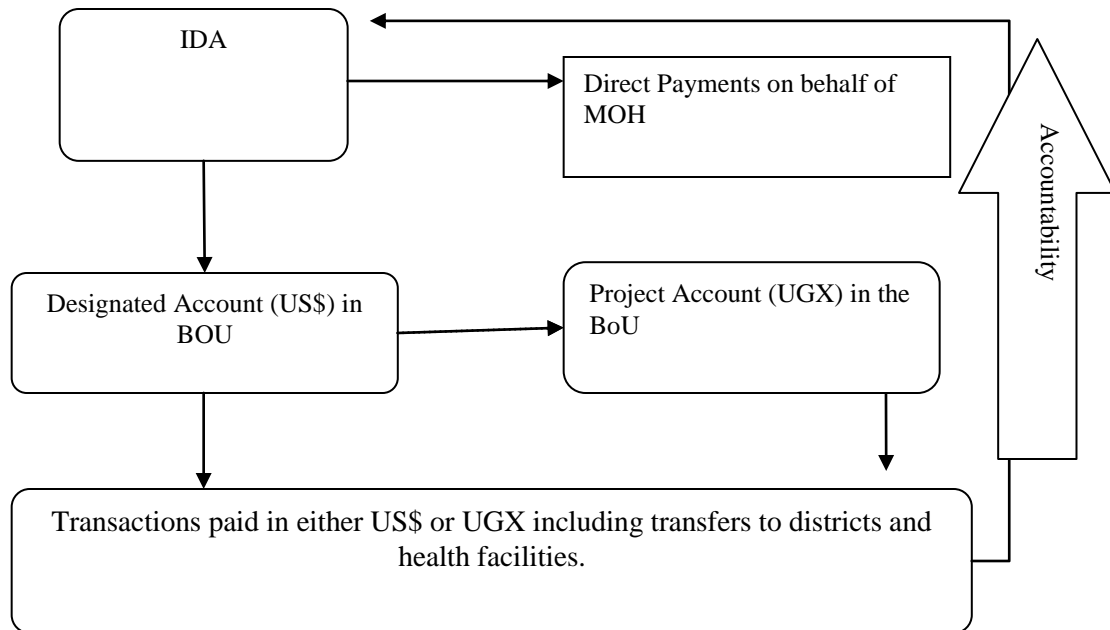 IDA
Direct Payments on behalf of
MOH
Accountability
Designated Account (US$) in
BOU
Project Account (UGX) in the
BoU
Transactions paid in either US$ or UGX including transfers to districts and
health facilities.